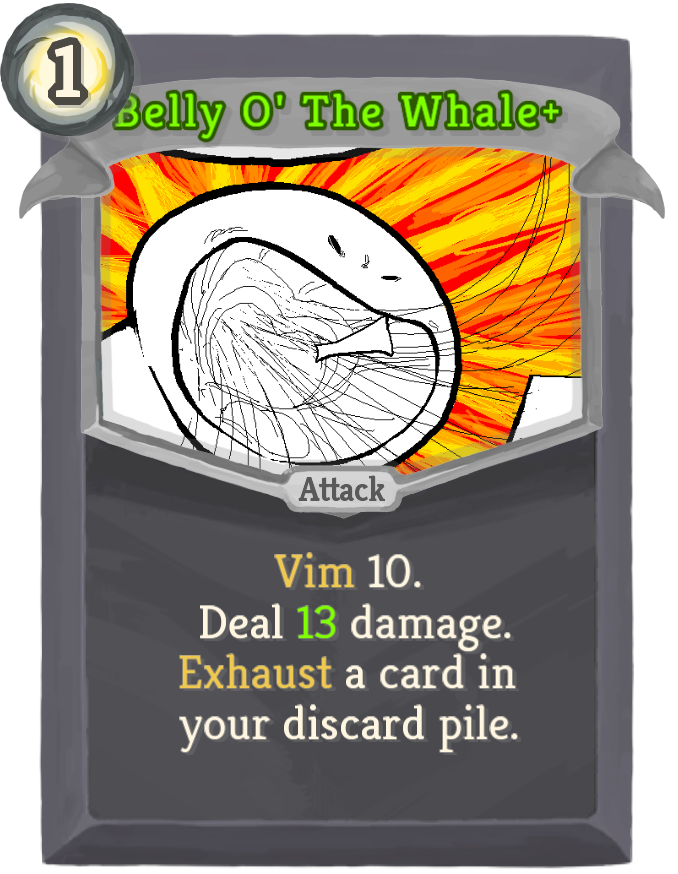 1
Belly O' The Whale+
Attack
Vim 10.
Deal 13 damage.
Exhaust a card in
your discard pile.